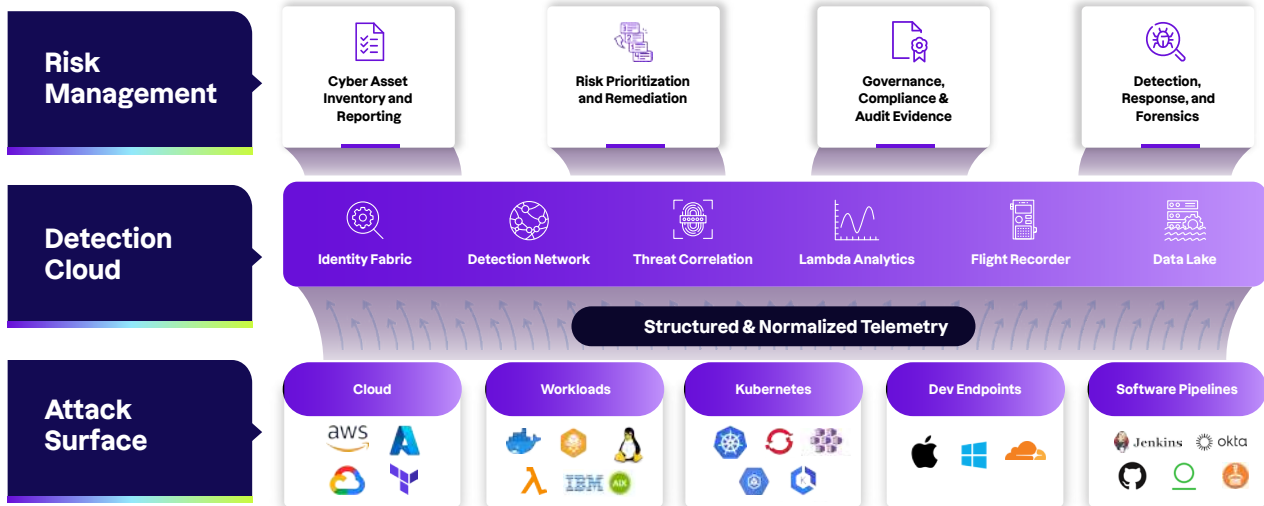 Risk
Management
Cyber Asset
Inventory and
Reporting
Risk Prioritization
and Remediation
Governance,
Compliance &
Audit Evidence
Detection,
Response, and
Forensics
Detection
Cloud
Identity Fabric
Detection Network
Threat Correlation
Lambda Analytics
Flight Recorder
Data Lake
Structured & Normalized Telemetry
Attack
Surface
Cloud
Workloads
Kubernetes
Dev Endpoints
Software Pipelines
aws
IBM
AIX
Jenkins
okta